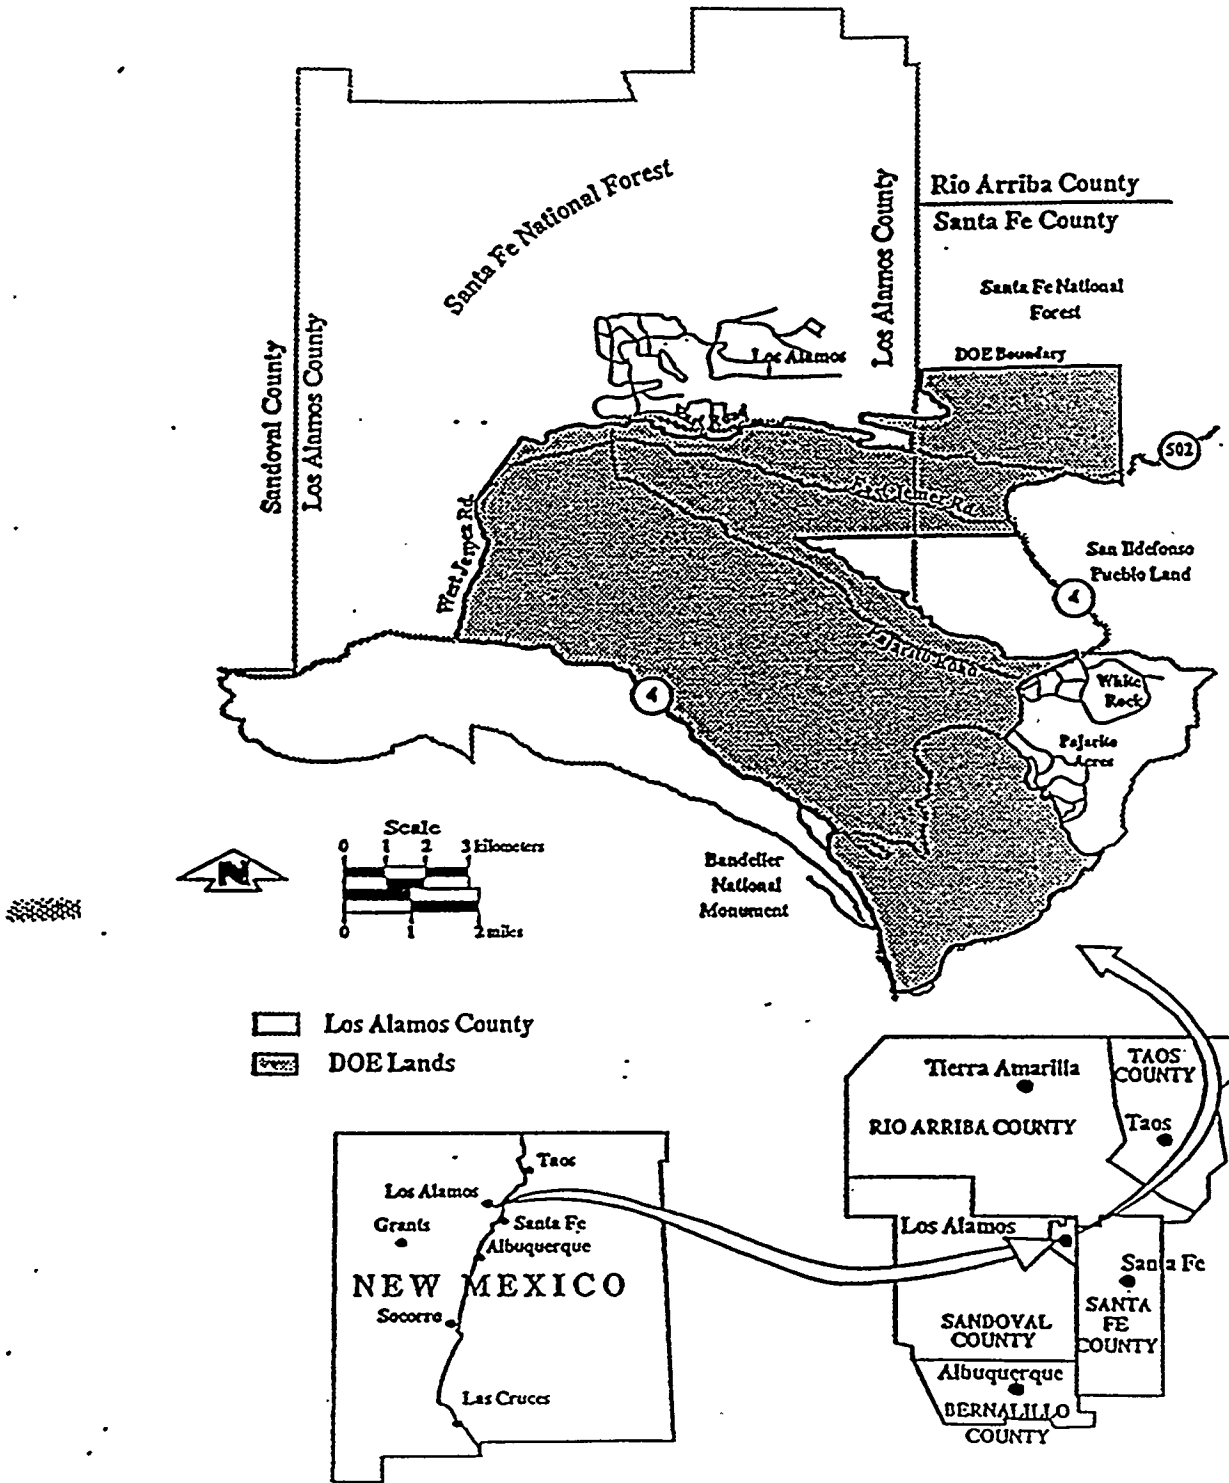 Santa Fe National Forest
Rio Arriba County
Santa Fe County
Los Alamos County
Santa Fe National
Forest
DOE Boundary
Los Alamos
Sandoval County
Los Alamos County
502
West Jemez Rd.
Rd.
San Ildefonso
Pueblo Land
4
Pajarito Road
4
White
Rock
Pajarito
Acres
Scale
0 1 2 3 kilometers
0 1 2 miles
N
Bandelier
National
Monument
Los Alamos County
DOE Lands
Taos
Los Alamos
Grants
Santa Fe
Albuquerque
NEW MEXICO
Socorro
Las Cruces
Tierra Amarilla
TAOS
COUNTY
RIO ARRIBA COUNTY
Taos
Los Alamos
Santa Fe
SANDOVAL
COUNTY
SANTA
FE
COUNTY
Albuquerque
BERNALILLO
COUNTY